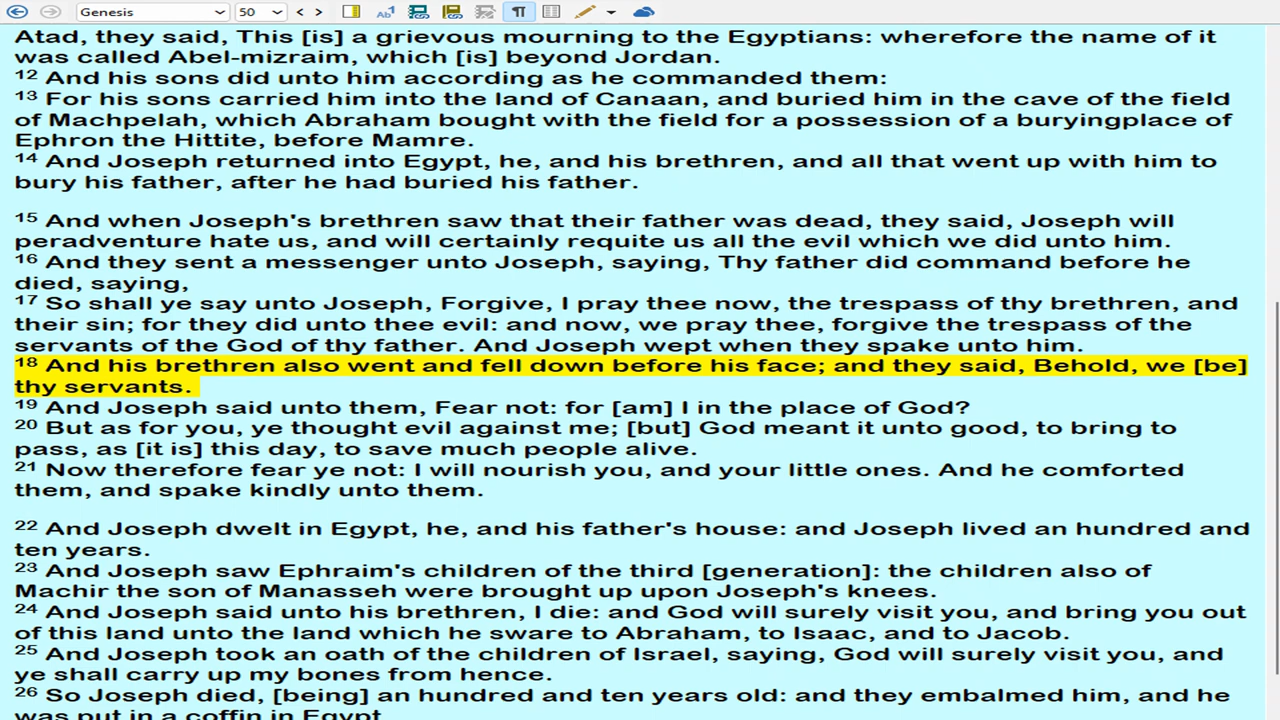 Genesis 50 < >
Atad, they said, This [is] a grievous mourning to the Egyptians: wherefore the name of it
was called Abel-mizraim, which [is] beyond Jordan.
12 And his sons did unto him according as he commanded them:
13 For his sons carried him into the land of Canaan, and buried him in the cave of the field
of Machpelah, which Abraham bought with the field for a possession of a buryingplace of
Ephron the Hittite, before Mamre.
14 And Joseph returned into Egypt, he, and his brethren, and all that went up with him to
bury his father, after he had buried his father.
15 And when Joseph's brethren saw that their father was dead, they said, Joseph will
peradventure hate us, and will certainly requite us all the evil which we did unto him.
16 And they sent a messenger unto Joseph, saying, Thy father did command before he
died, saying,
17 So shall ye say unto Joseph, Forgive, I pray thee now, the trespass of thy brethren, and
their sin; for they did unto thee evil: and now, we pray thee, forgive the trespass of the
servants of the God of thy father. And Joseph wept when they spake unto him.
18 And his brethren also went and fell down before his face; and they said, Behold, we [be]
thy servants.
19 And Joseph said unto them, Fear not: for [am] I in the place of God?
20 But as for you, ye thought evil against me; [but] God meant it unto good, to bring to
pass, as [it is] this day, to save much people alive.
21 Now therefore fear ye not: I will nourish you, and your little ones. And he comforted
them, and spake kindly unto them.
22 And Joseph dwelt in Egypt, he, and his father's house: and Joseph lived an hundred and
ten years.
23 And Joseph saw Ephraim's children of the third [generation]: the children also of
Machir the son of Manasseh were brought up upon Joseph's knees.
24 And Joseph said unto his brethren, I die: and God will surely visit you, and bring you out
of this land unto the land which he sware to Abraham, to Isaac, and to Jacob.
25 And Joseph took an oath of the children of Israel, saying, God will surely visit you, and
ye shall carry up my bones from hence.
26 So Joseph died, [being] an hundred and ten years old: and they embalmed him, and he
was put in a coffin in Egypt